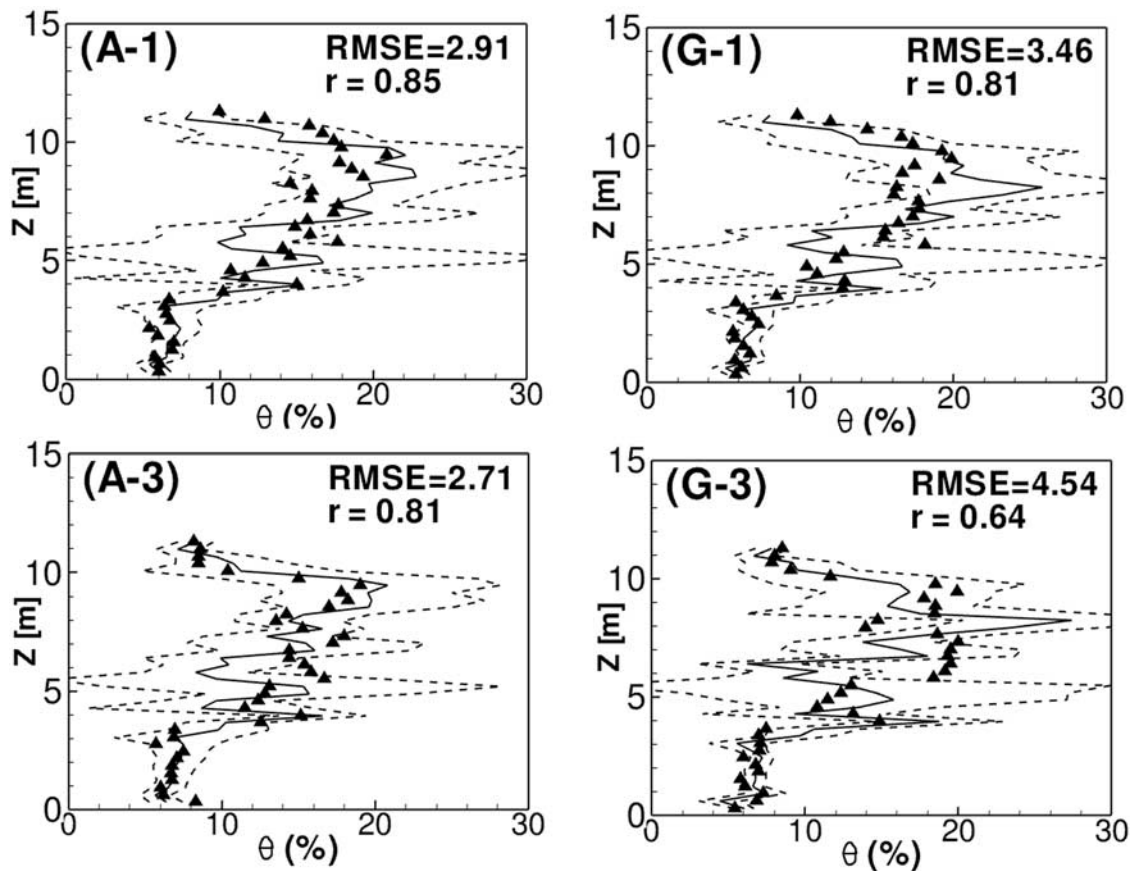 (A-1)
RMSE=2.91
r = 0.85
15
10
5
0
Z [m]
0 10 20 30
θ (%)
(G-1)
RMSE=3.46
r = 0.81
15
10
5
0
Z [m]
0 10 20 30
θ (%)
(A-3)
RMSE=2.71
r = 0.81
15
10
5
0
Z [m]
0 10 20 30
θ (%)
(G-3)
RMSE=4.54
r = 0.64
15
10
5
0
Z [m]
0 10 20 30
θ (%)